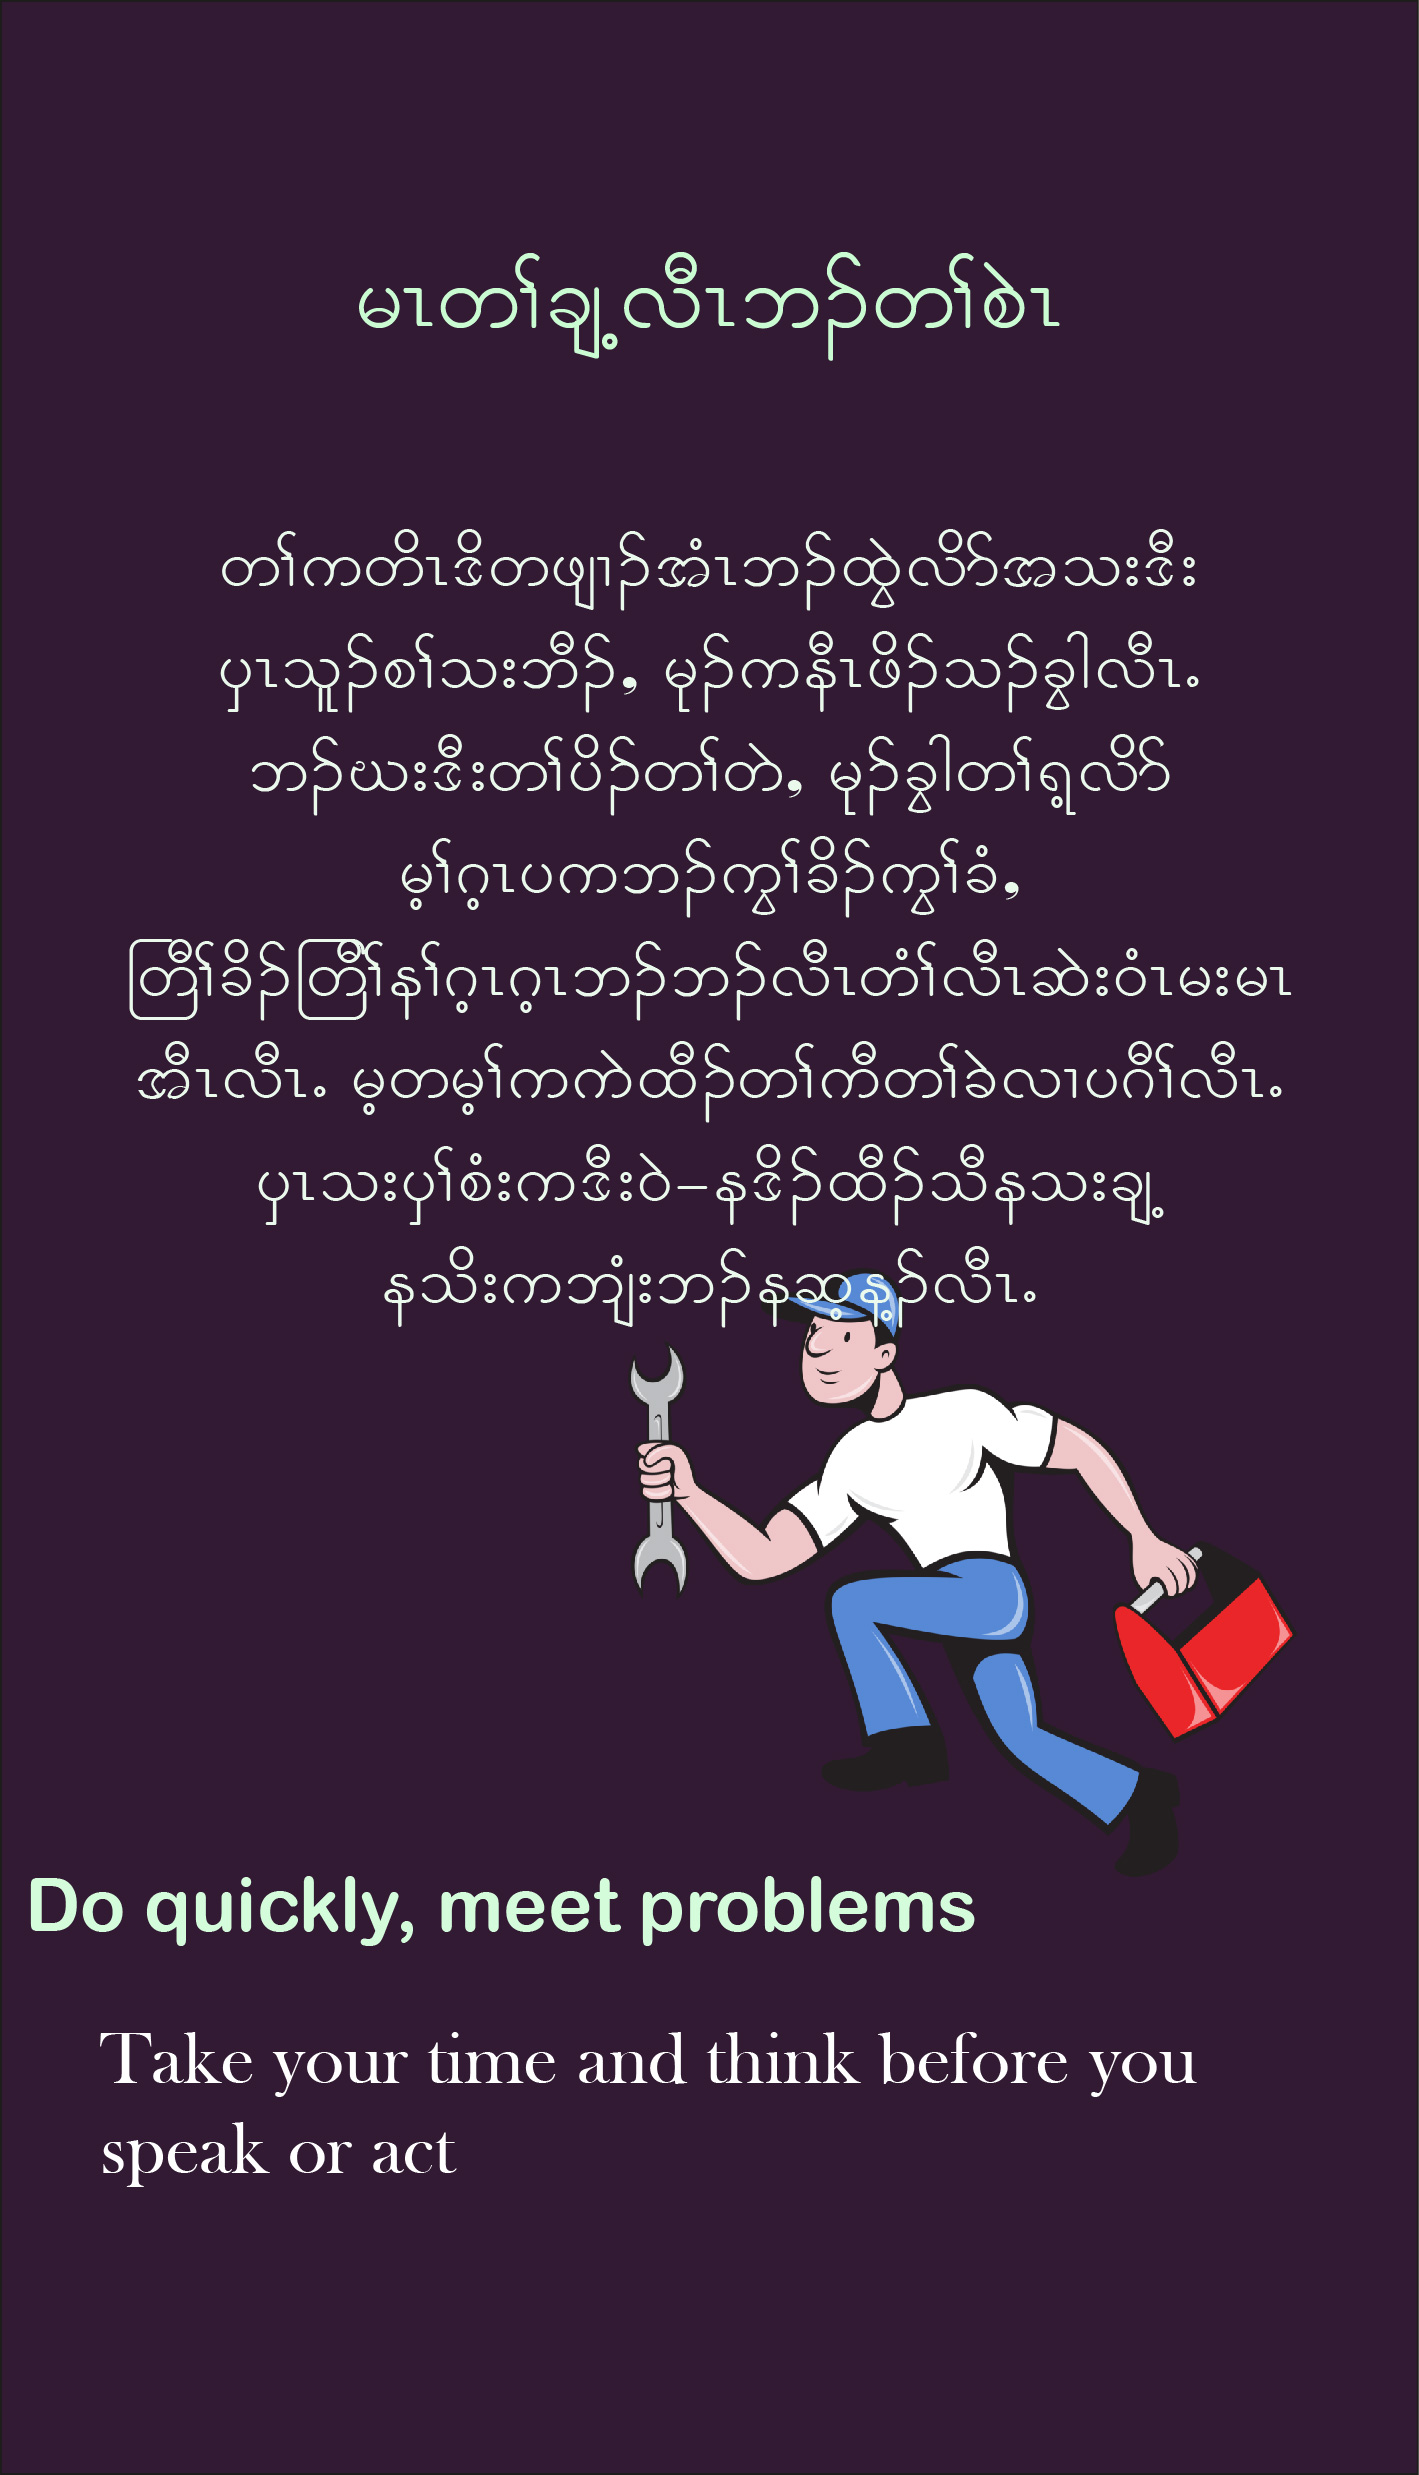 မၤတၢ်ချ့လီၤဘၣ်တၢ်စဲၤ
တၢ်ကတိၤဒိတဖျၢၣ်အံၤဘၣ်ထွဲလိာ်အသးဒီး
ပှၤသူၣ်စၢ်သးဘီၣ်, မုၣ်ကနီၤဖိၣ်သၣ်ခွါလီၤ.
ဘၣ်ဃးဒီးတၢ်ပိၣ်တၢ်တဲ, မုၣ်ခွါတၢ်ရ့လိာ်
မ့ၢ်ဂ့ၤပကဘၣ်ကွၢ်ခိၣ်ကွၢ်ခံ,
တြီၢ်ခိၣ်တြီၢ်နၢ်ဂ့ၤဂ့ၤဘၣ်ဘၣ်လီၤတံၢ်လီၤဆဲးဝံၤမးမၤ
အီၤလီၤ. မ့တမ့ၢ်ကကဲထီၣ်တၢ်ကီတၢ်ခဲလၢပဂီၢ်လီၤ.
ပှၤသးပှၢ်စံးကဒီးဝဲ–နဒိၣ်ထီၣ်သီနသးချ့
နသိးကဘျံးဘၣ်နဆ့န့ၣ်လီၤ.
Do quickly, meet problems
Take your time and think before you
speak or act